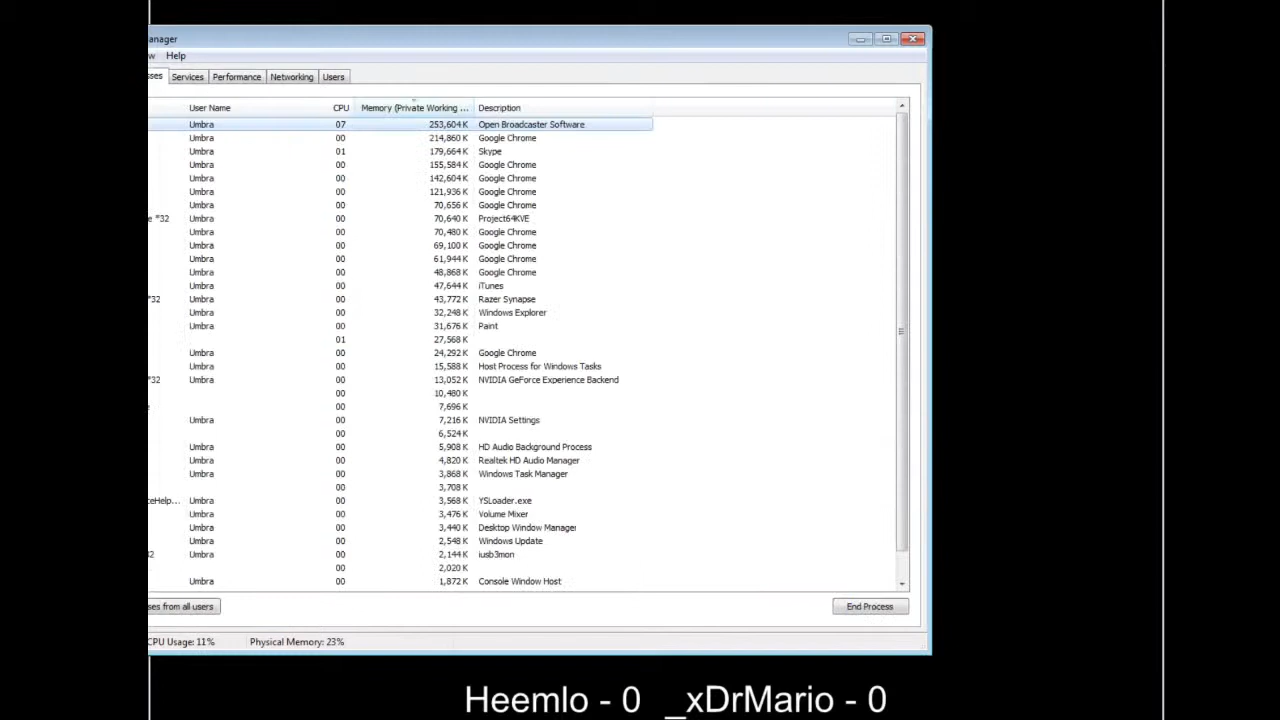 anager
w Help
sses Services Performance Networking Users
User Name CPU Memory (Private Working ... Description
Umbra 07 253,604 K Open Broadcaster Software
Umbra 00 214,860 K Google Chrome
Umbra 01 179,664 K Skype
Umbra 00 155,584 K Google Chrome
Umbra 00 142,604 K Google Chrome
Umbra 00 121,936 K Google Chrome
Umbra 00 70,656 K Google Chrome
e *32 Umbra 00 70,640 K Project64KVE
Umbra 00 70,480 K Google Chrome
Umbra 00 69,100 K Google Chrome
Umbra 00 61,944 K Google Chrome
Umbra 00 48,868 K Google Chrome
Umbra 00 47,644 K iTunes
*32 Umbra 00 43,772 K Razer Synapse
Umbra 00 32,248 K Windows Explorer
Umbra 00 31,676 K Paint
01 27,568 K
Umbra 00 24,292 K Google Chrome
Umbra 00 15,588 K Host Process for Windows Tasks
*32 Umbra 00 13,052 K NVIDIA GeForce Experience Backend
00 10,480 K
e 00 7,696 K
Umbra 00 7,216 K NVIDIA Settings
00 6,524 K
Umbra 00 5,908 K HD Audio Background Process
Umbra 00 4,820 K Realtek HD Audio Manager
Umbra 00 3,868 K Windows Task Manager
00 3,708 K
ceHelp... Umbra 00 3,568 K YSLoader.exe
Umbra 00 3,476 K Volume Mixer
Umbra 00 3,440 K Desktop Window Manager
Umbra 00 2,548 K Windows Update
32 Umbra 00 2,144 K iusb3mon
00 2,020 K
Umbra 00 1,872 K Console Window Host
ses from all users End Process
CPU Usage: 11% Physical Memory: 23%
Heemlo - 0 _xDrMario - 0